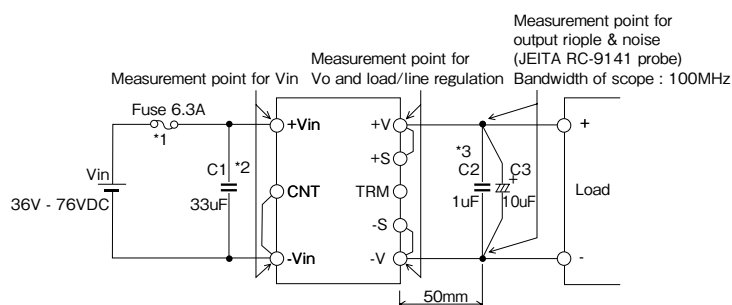 Measurement point for
output riople & noise
(JEITA RC-9141 probe)
Bandwidth of scope : 100MHz
Measurement point for
Vo and load/line regulation
Measurement point for Vin
Fuse 6.3A
*1
+Vin
+V
+
*2
C1
33uF
+S
*3
C2
1uF
+
C3
10uF
Vin
36V - 76VDC
CNT
TRM
Load
-S
-Vin
-V
-
50mm